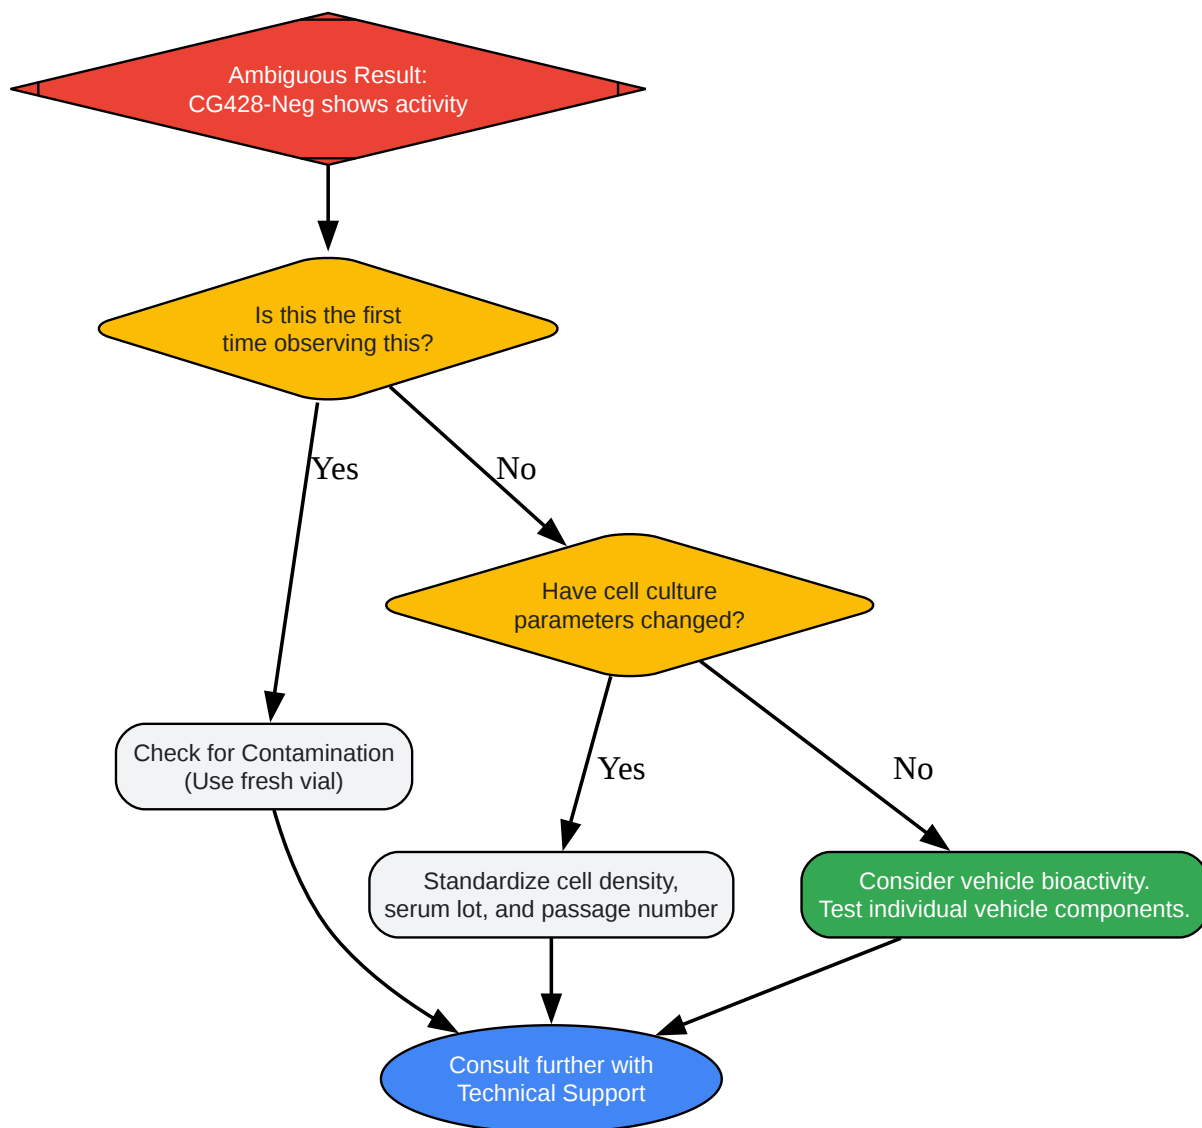 Ambiguous Result:
CG428-Neg shows activity
Is this the first
time observing this?
Yes
No
Have cell culture
parameters changed?
Check for Contamination
(Use fresh vial)
Yes
No
Standardize cell density,
serum lot, and passage number
Consider vehicle bioactivity.
Test individual vehicle components.
Consult further with
Technical Support